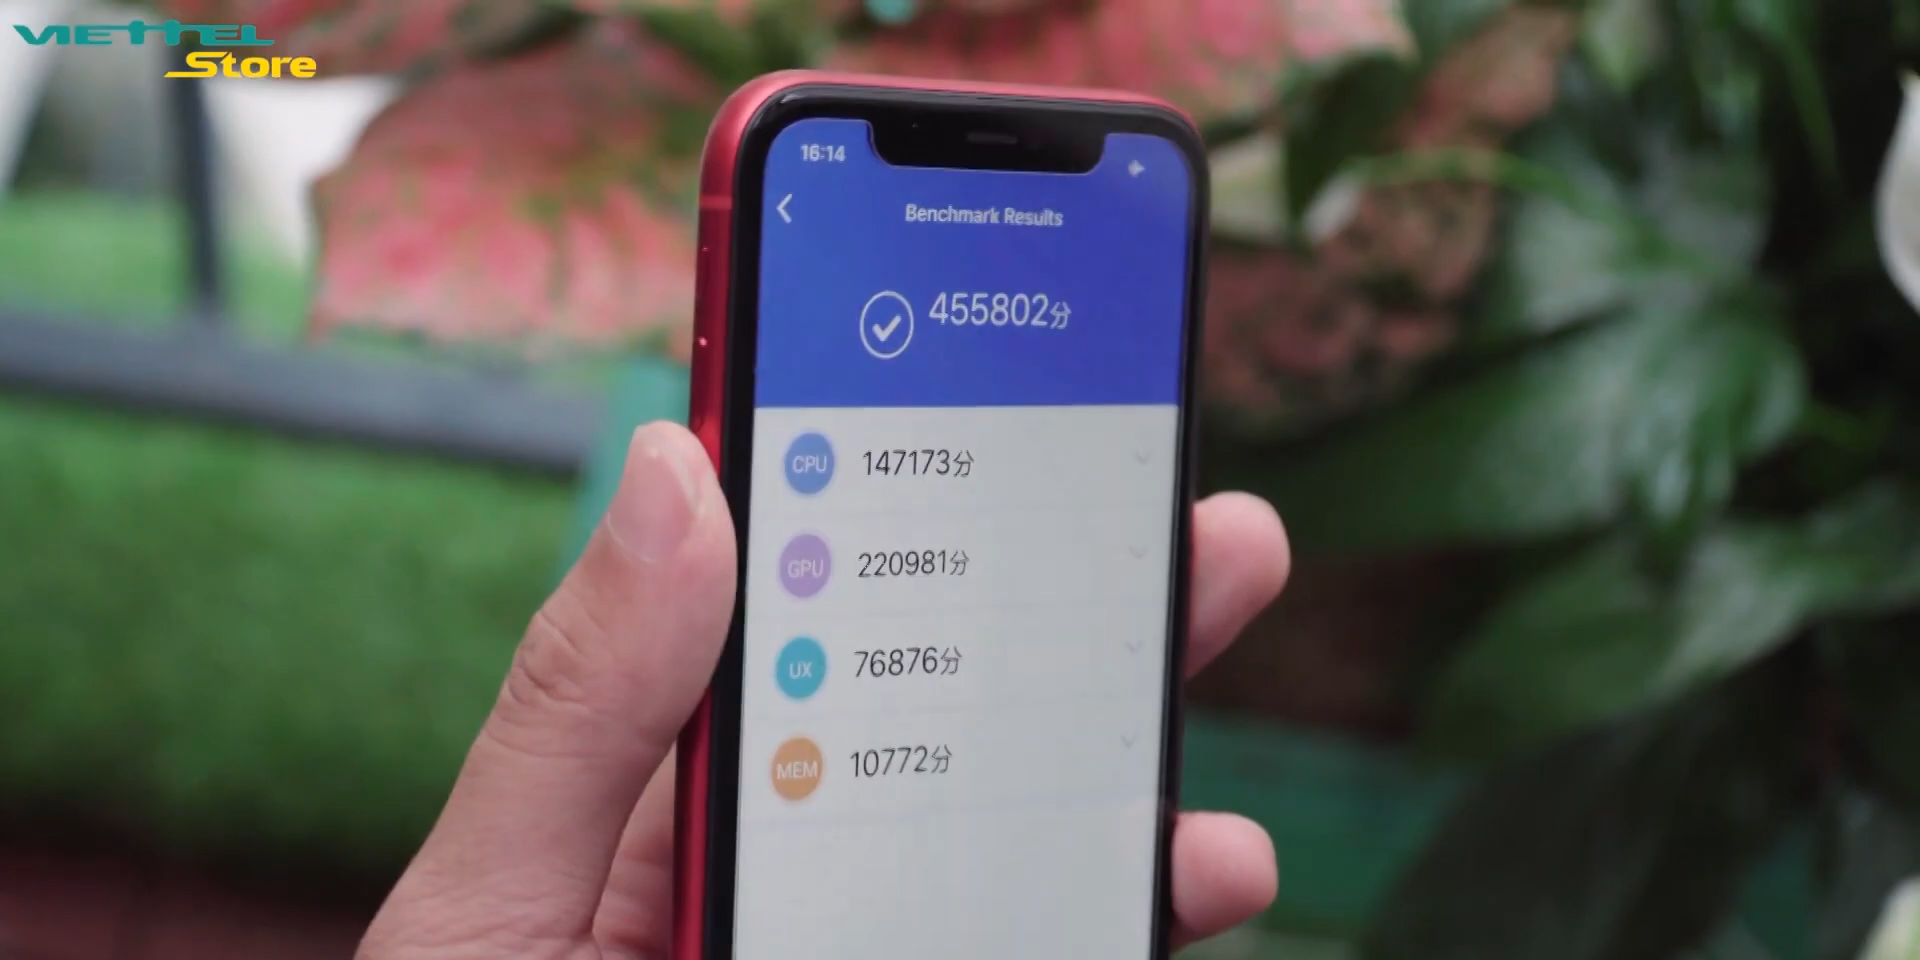 VIETTEL
Store
16:14
Benchmark Results
455802分
CPU 147173分
GPU 220981分
UX 76876分
MEM 10772分